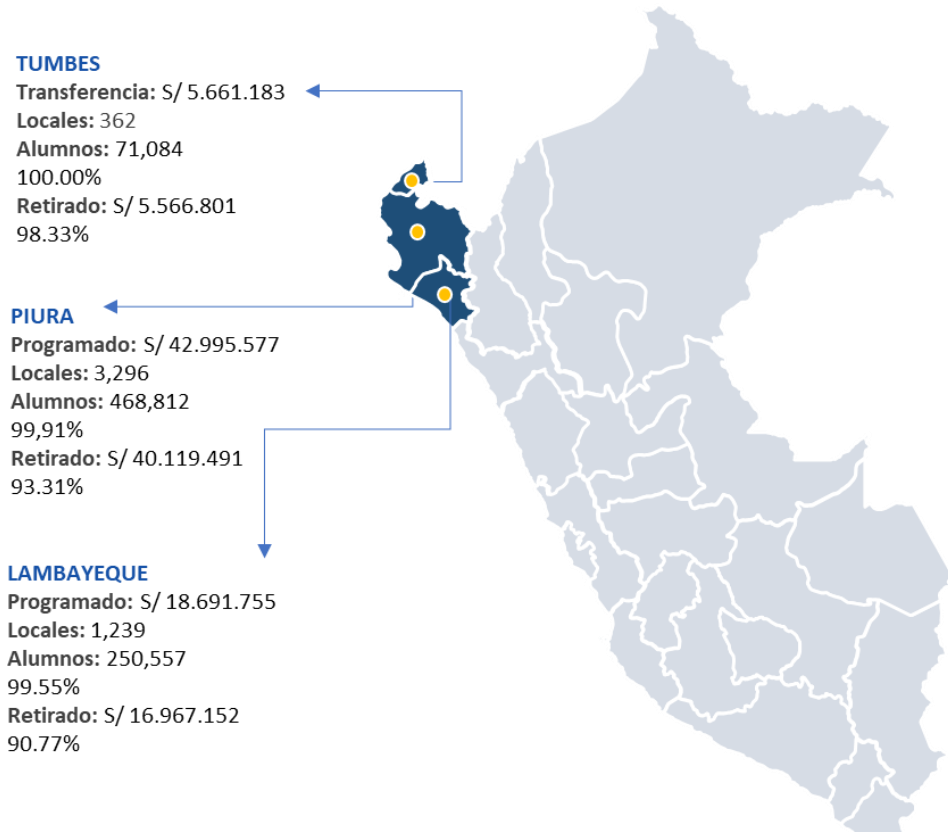 TUMBES
Transferencia: S/ 5.661.183
Locales: 362
Alumnos: 71,084
100.00%
Retirado: S/ 5.566.801
98.33%
PIURA
Programado: S/ 42.995.577
Locales: 3,296
Alumnos: 468,812
99,91%
Retirado: S/ 40.119.491
93.31%
LAMBAYEQUE
Programado: S/ 18.691.755
Locales: 1,239
Alumnos: 250,557
99.55%
Retirado: S/ 16.967.152
90.77%